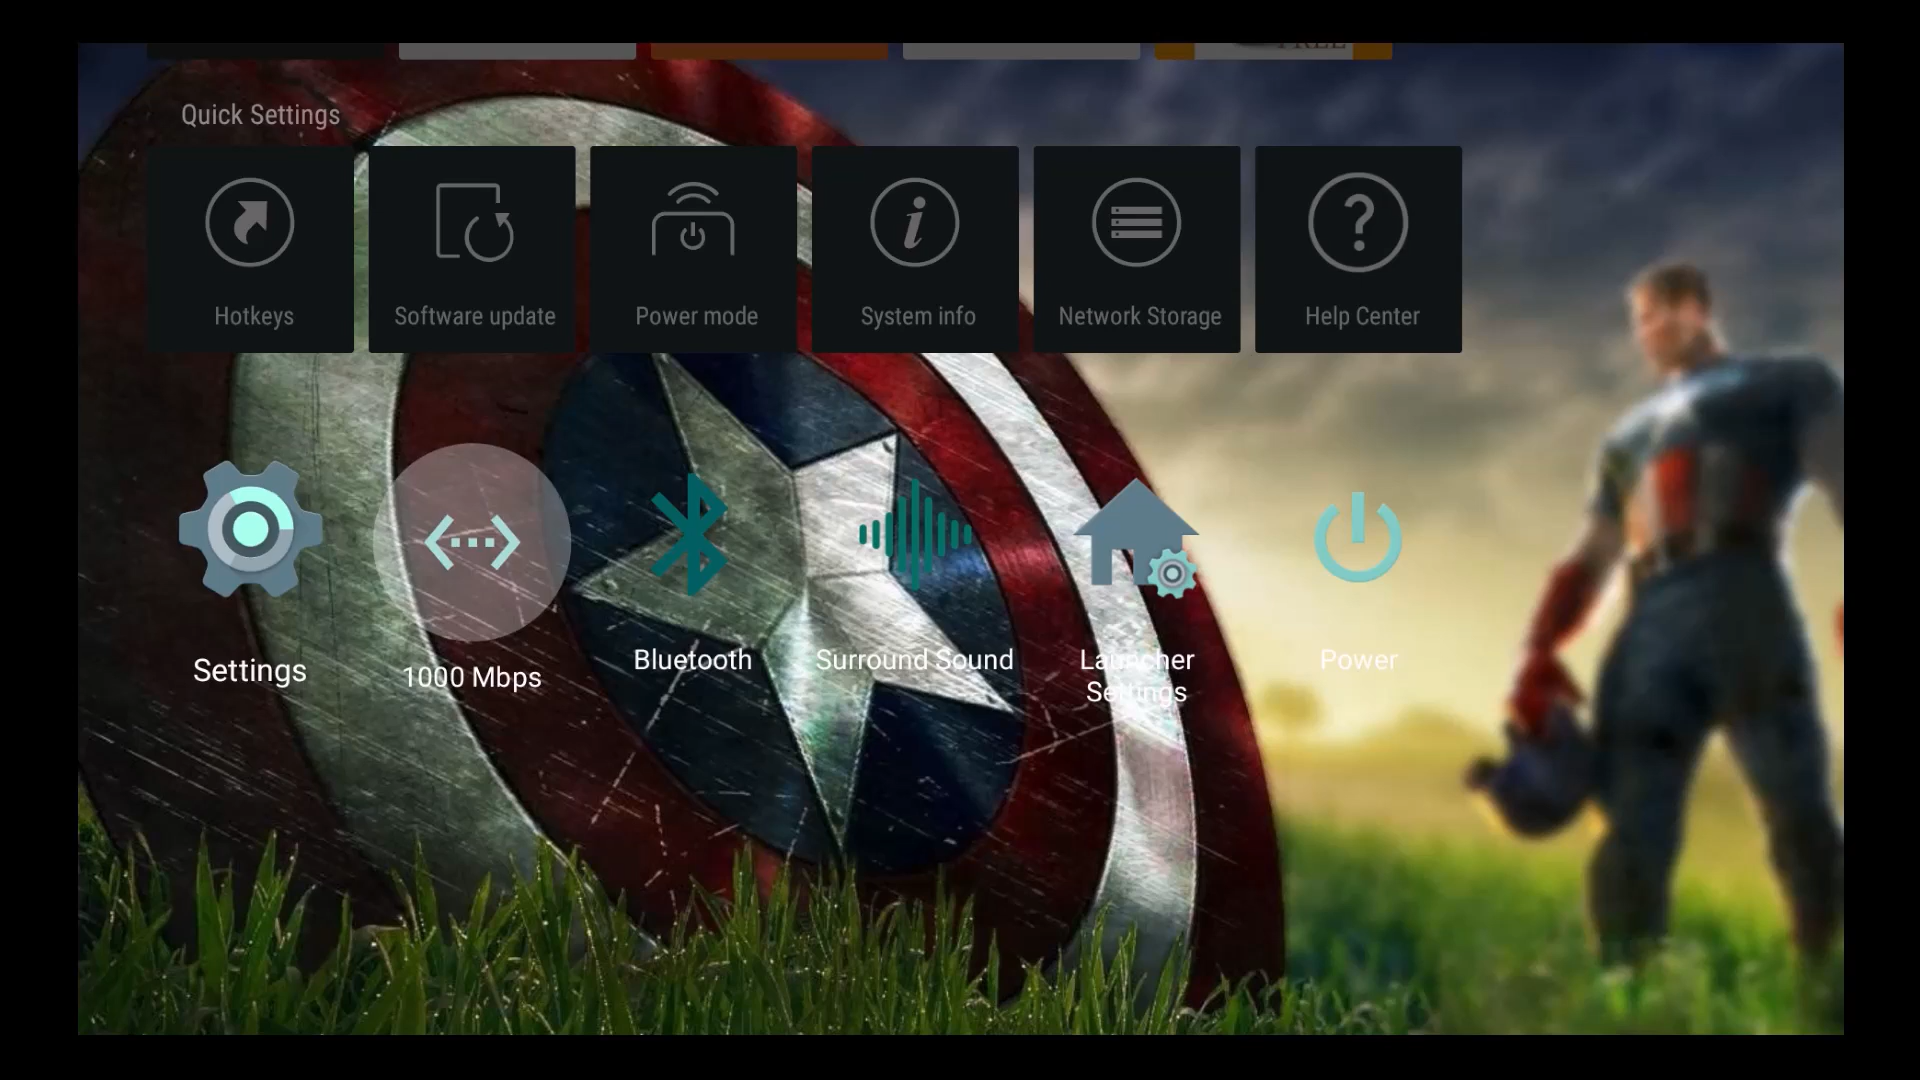 Quick Settings
Hotkeys
Software update
Power mode
System info
Network Storage
Help Center
Settings
1000 Mbps
Bluetooth
Surround Sound
Launcher
Settings
Power